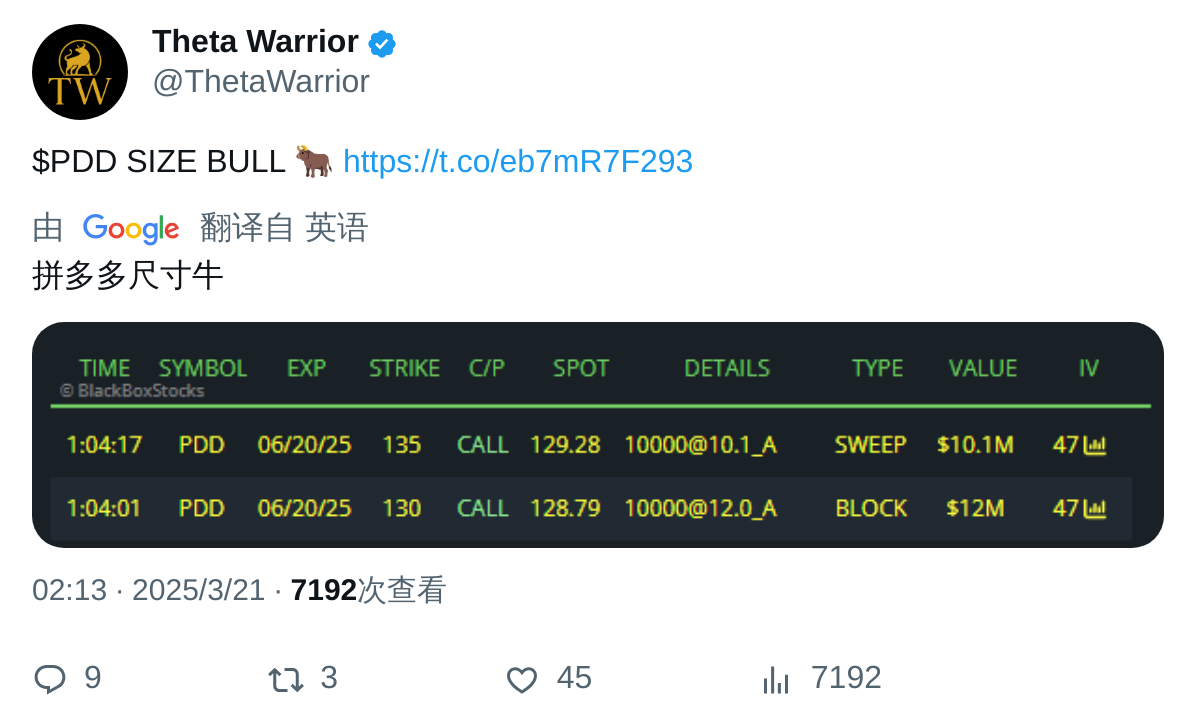 TW
Theta Warrior
@ThetaWarrior
$PDD SIZE BULL 🐂 https://t.co/eb7mR7F293
由 Google 翻译自 英语
拼多多尺寸牛
TIME SYMBOL EXP STRIKE C/P SPOT DETAILS TYPE VALUE IV
© BlackBoxStocks
1:04:17 PDD 06/20/25 135 CALL 129.28 10000@10.1_A SWEEP $10.1M 47
1:04:01 PDD 06/20/25 130 CALL 128.79 10000@12.0_A BLOCK $12M 47
02:13 · 2025/3/21 · 7192次查看
9 3 45 7192